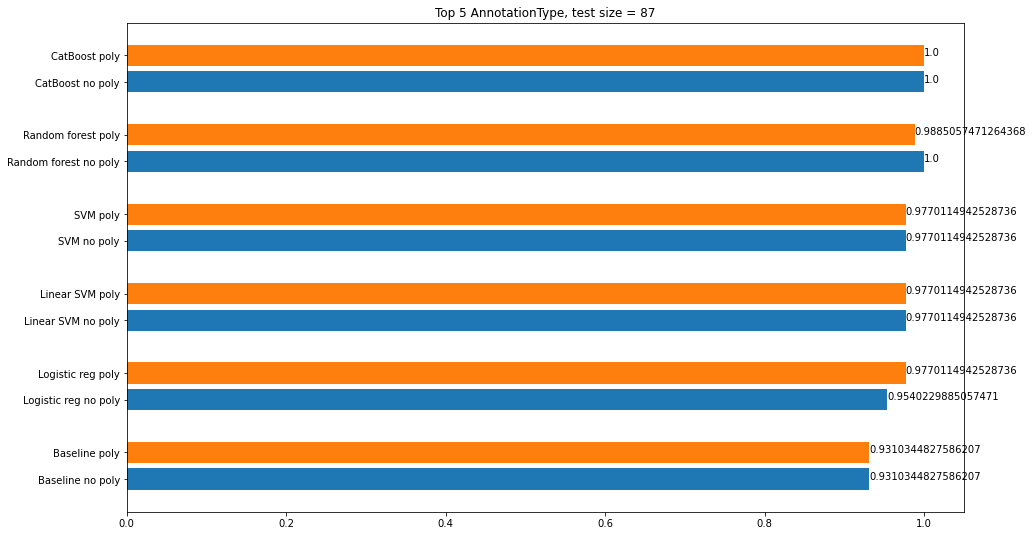 Top 5 AnnotationType, test size = 87
CatBoost poly
1.0
CatBoost no poly
1.0
Random forest poly
0.9885057471264368
Random forest no poly
1.0
SVM poly
0.9770114942528736
SVM no poly
0.9770114942528736
Linear SVM poly
0.9770114942528736
Linear SVM no poly
0.9770114942528736
Logistic reg poly
0.9770114942528736
Logistic reg no poly
0.9540229885057471
Baseline poly
0.9310344827586207
Baseline no poly
0.9310344827586207
0.0 0.2 0.4 0.6 0.8 1.0